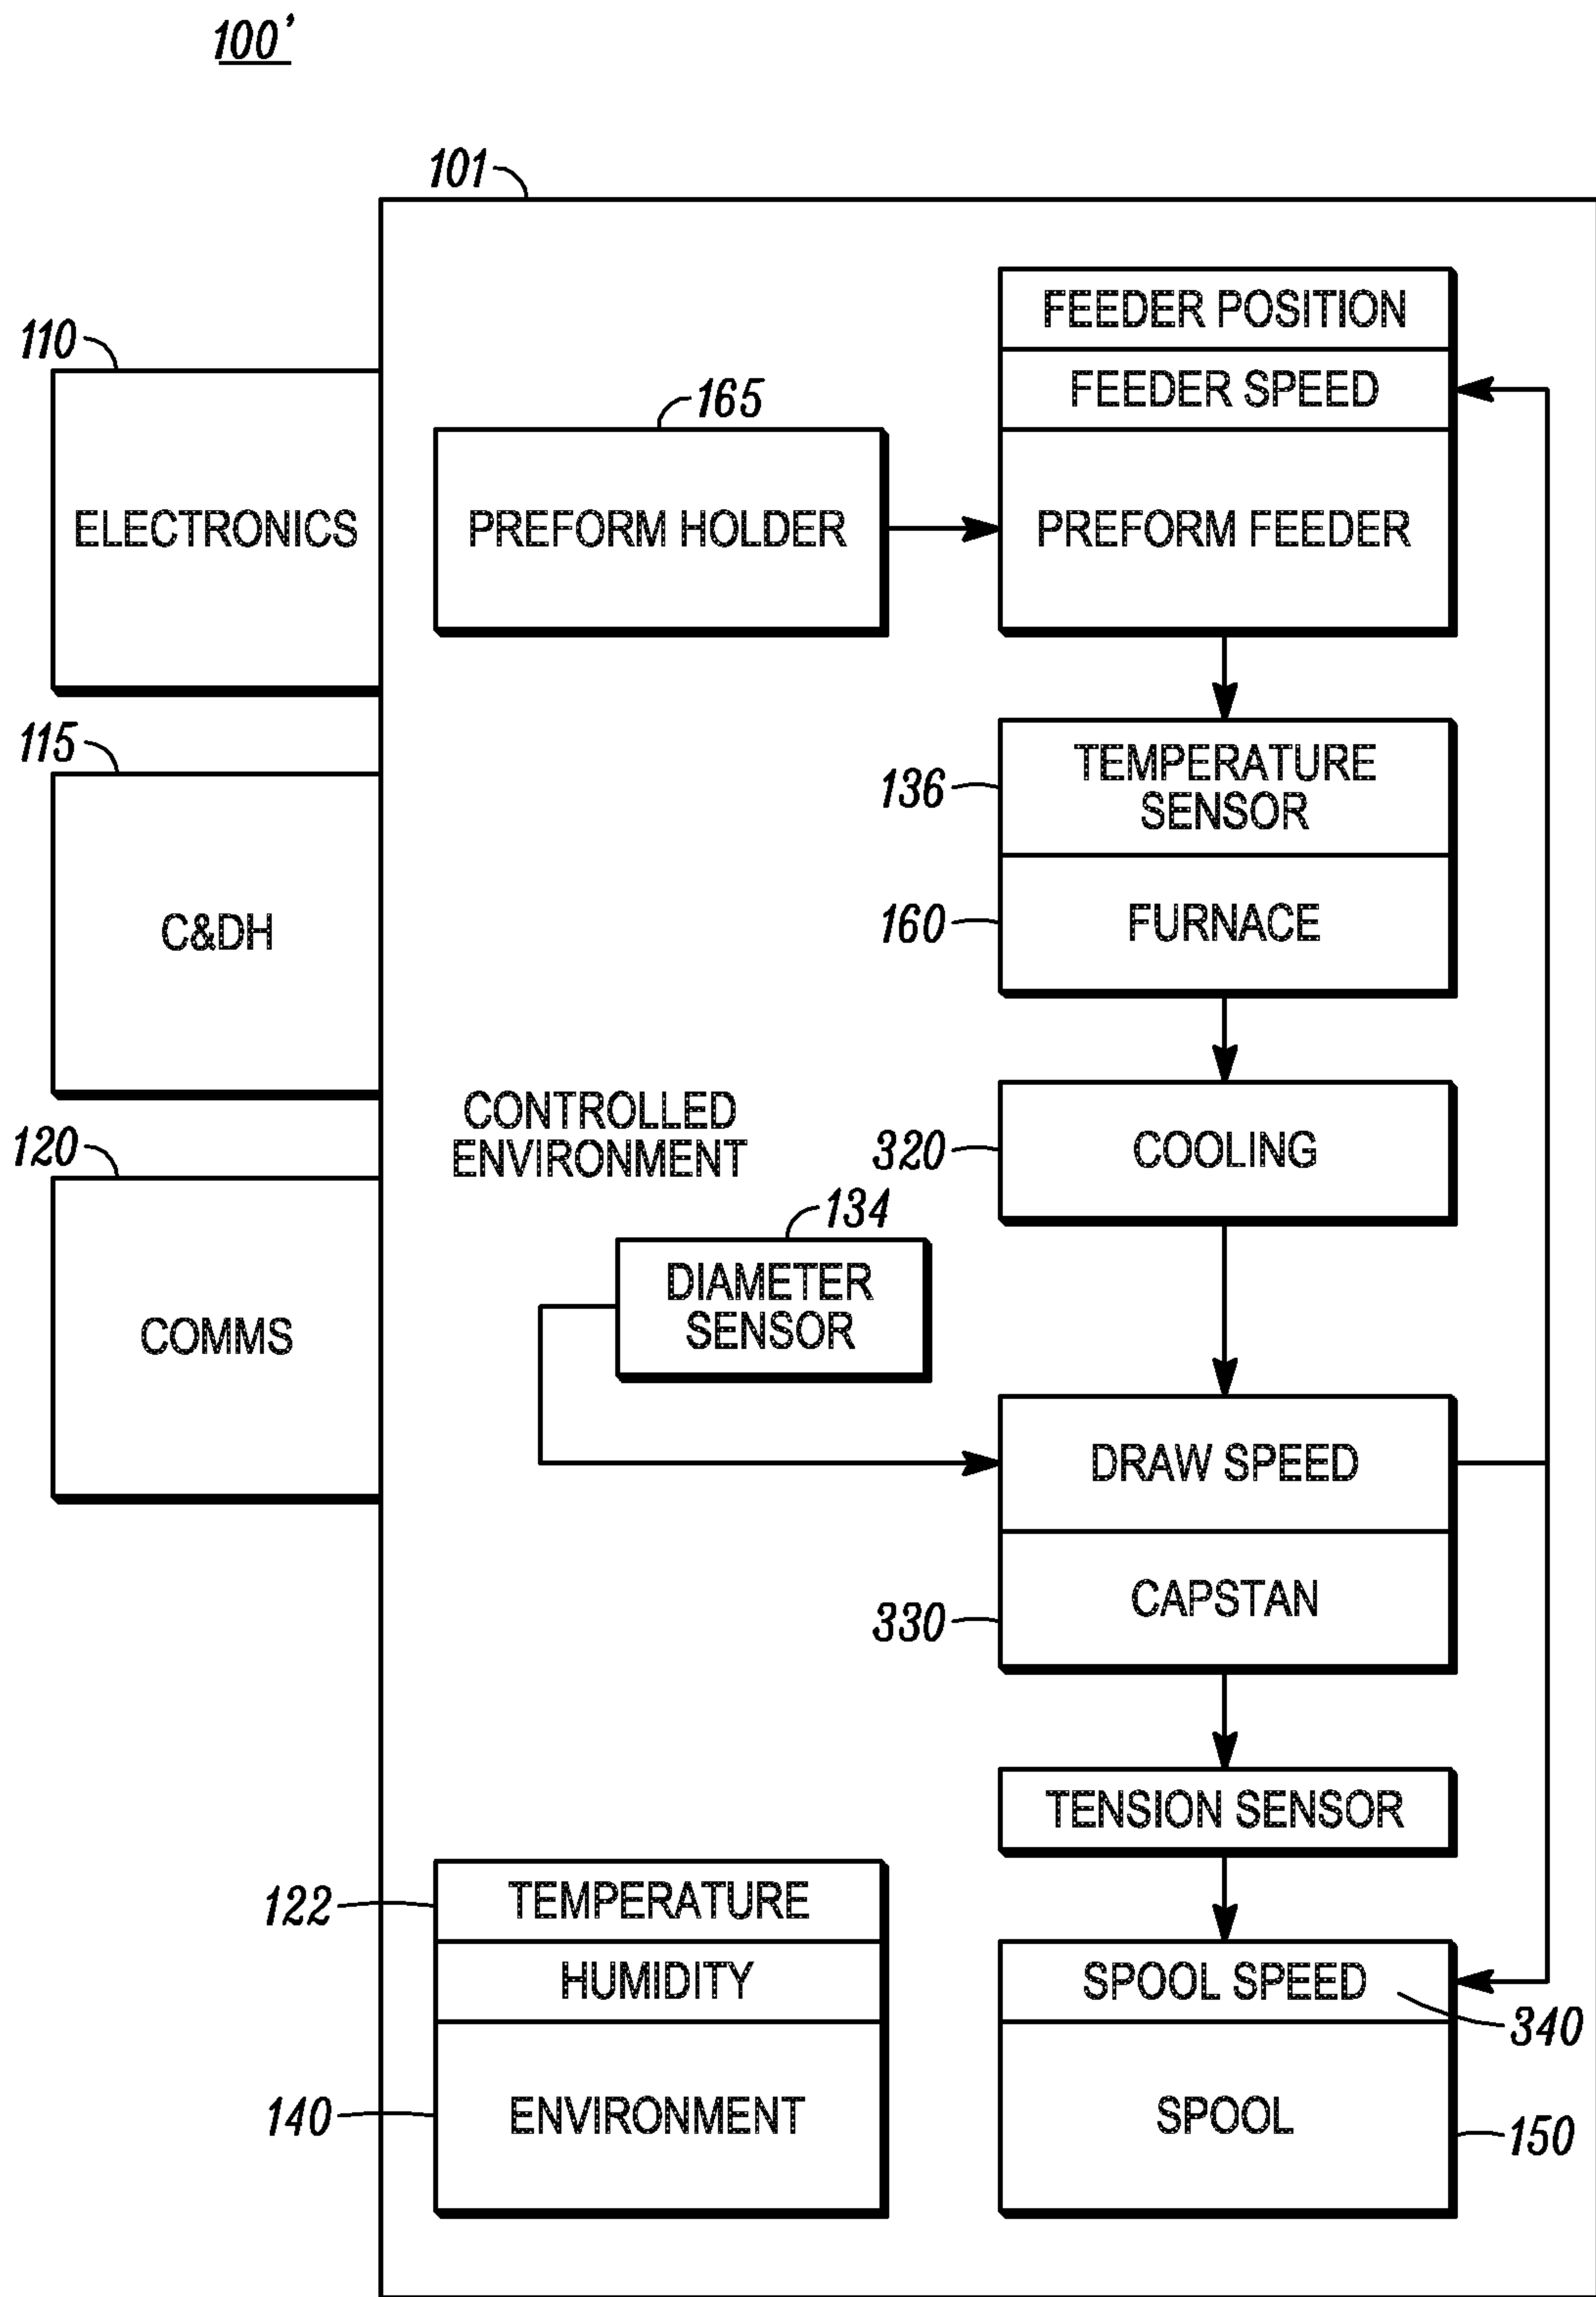 100'
101
110
ELECTRONICS
115
C&DH
120
COMMS
165
PREFORM HOLDER
FEEDER POSITION
FEEDER SPEED
PREFORM FEEDER
136
TEMPERATURE
SENSOR
160
FURNACE
CONTROLLED
ENVIRONMENT
320
COOLING
134
DIAMETER
SENSOR
DRAW SPEED
330
CAPSTAN
TENSION SENSOR
122
TEMPERATURE
HUMIDITY
140
ENVIRONMENT
SPOOL SPEED
340
SPOOL
150